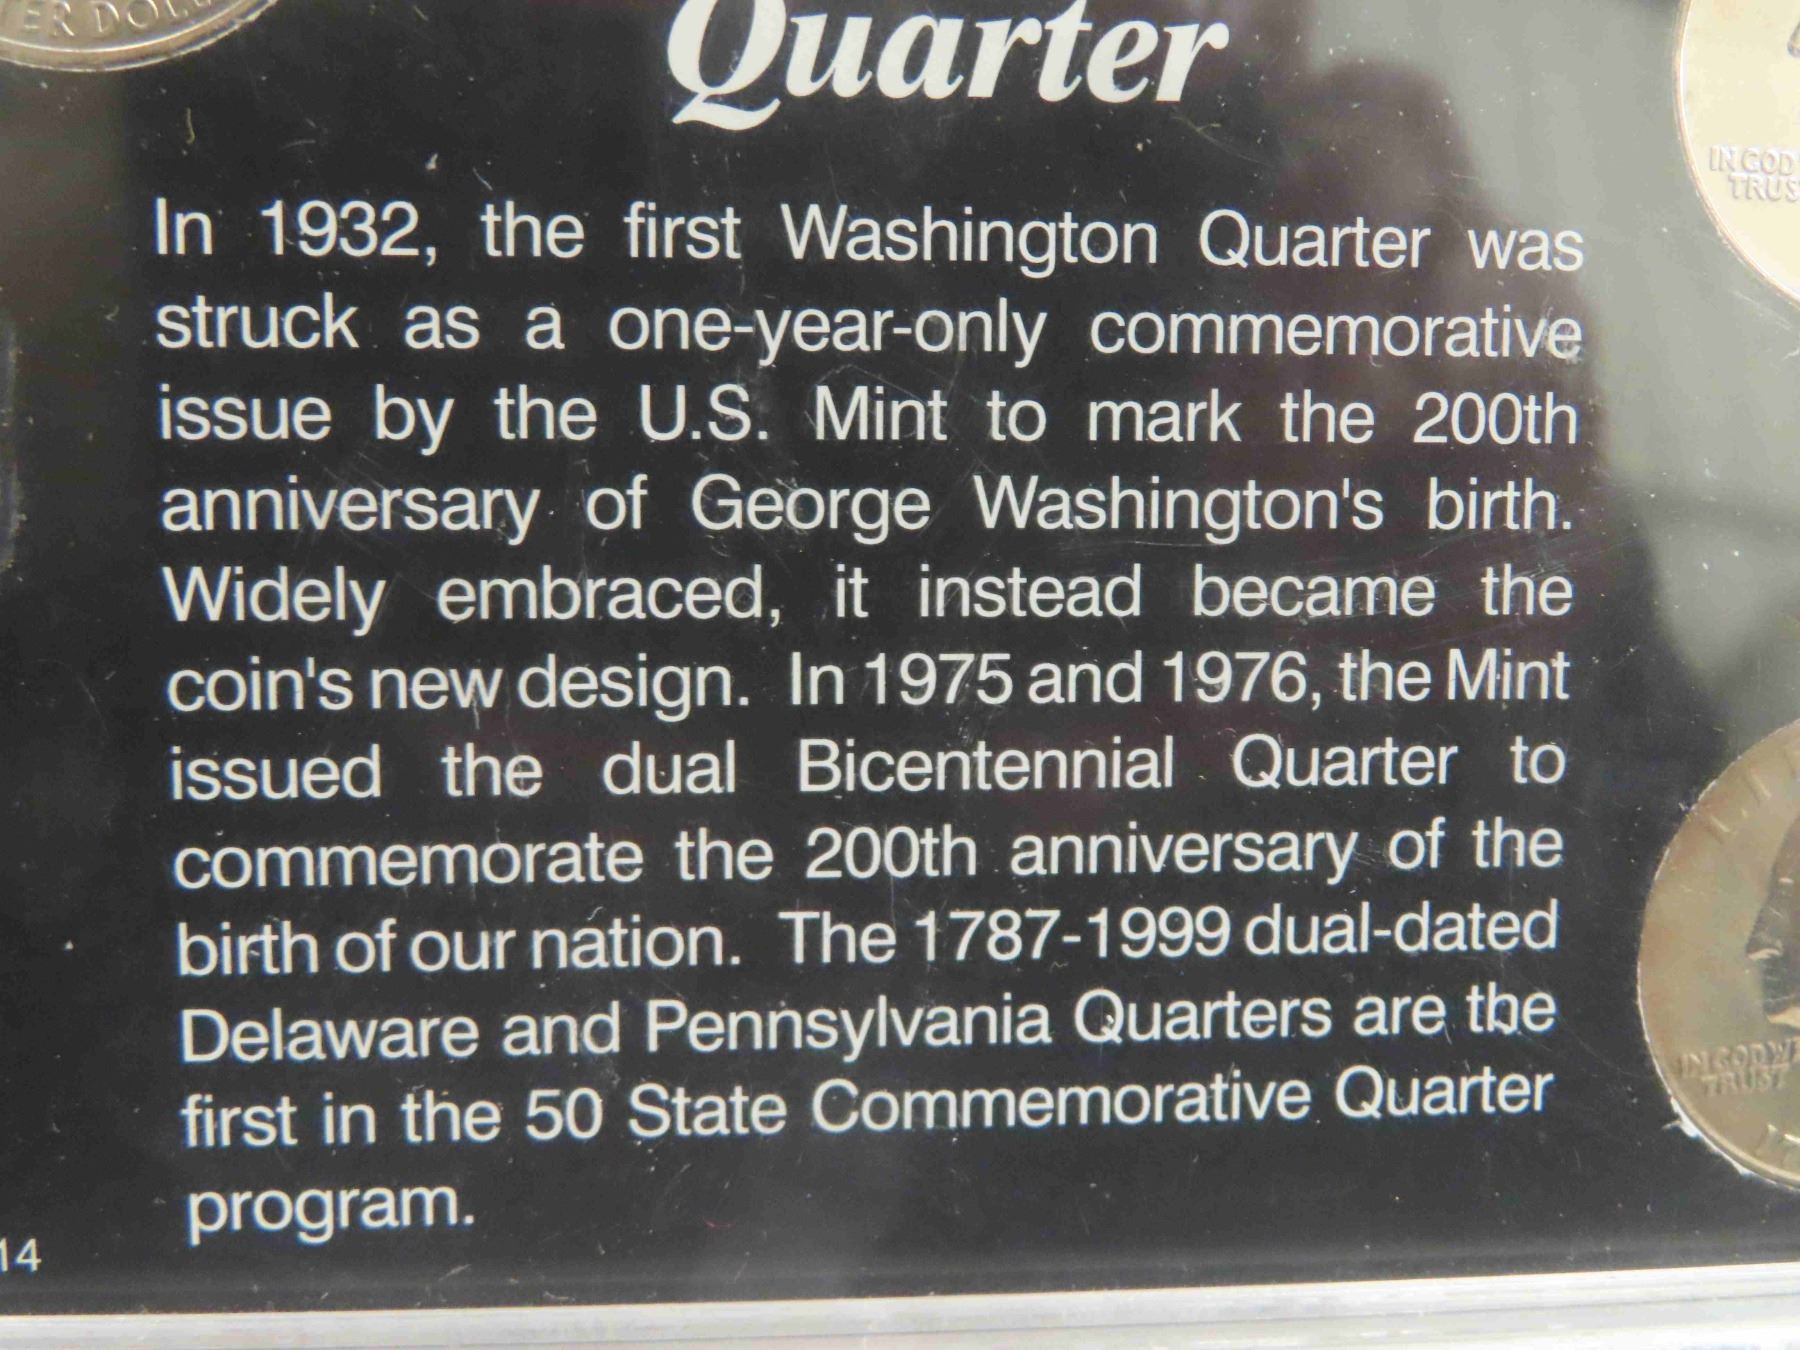 ER DOL
Quarter
IN GOD
TRUS
In 1932, the first Washington Quarter was
struck as a one-year-only commemorative
issue by the U.S. Mint to mark the 200th
anniversary of George Washington's birth.
Widely embraced, it instead became the
coin's new design. In 1975 and 1976, the Mint
issued the dual Bicentennial Quarter to
commemorate the 200th anniversary of the
birth of our nation. The 1787-1999 dual-dated
Delaware and Pennsylvania Quarters are the
first in the 50 State Commemorative Quarter
program.
IN GOD WE
TRUST
14